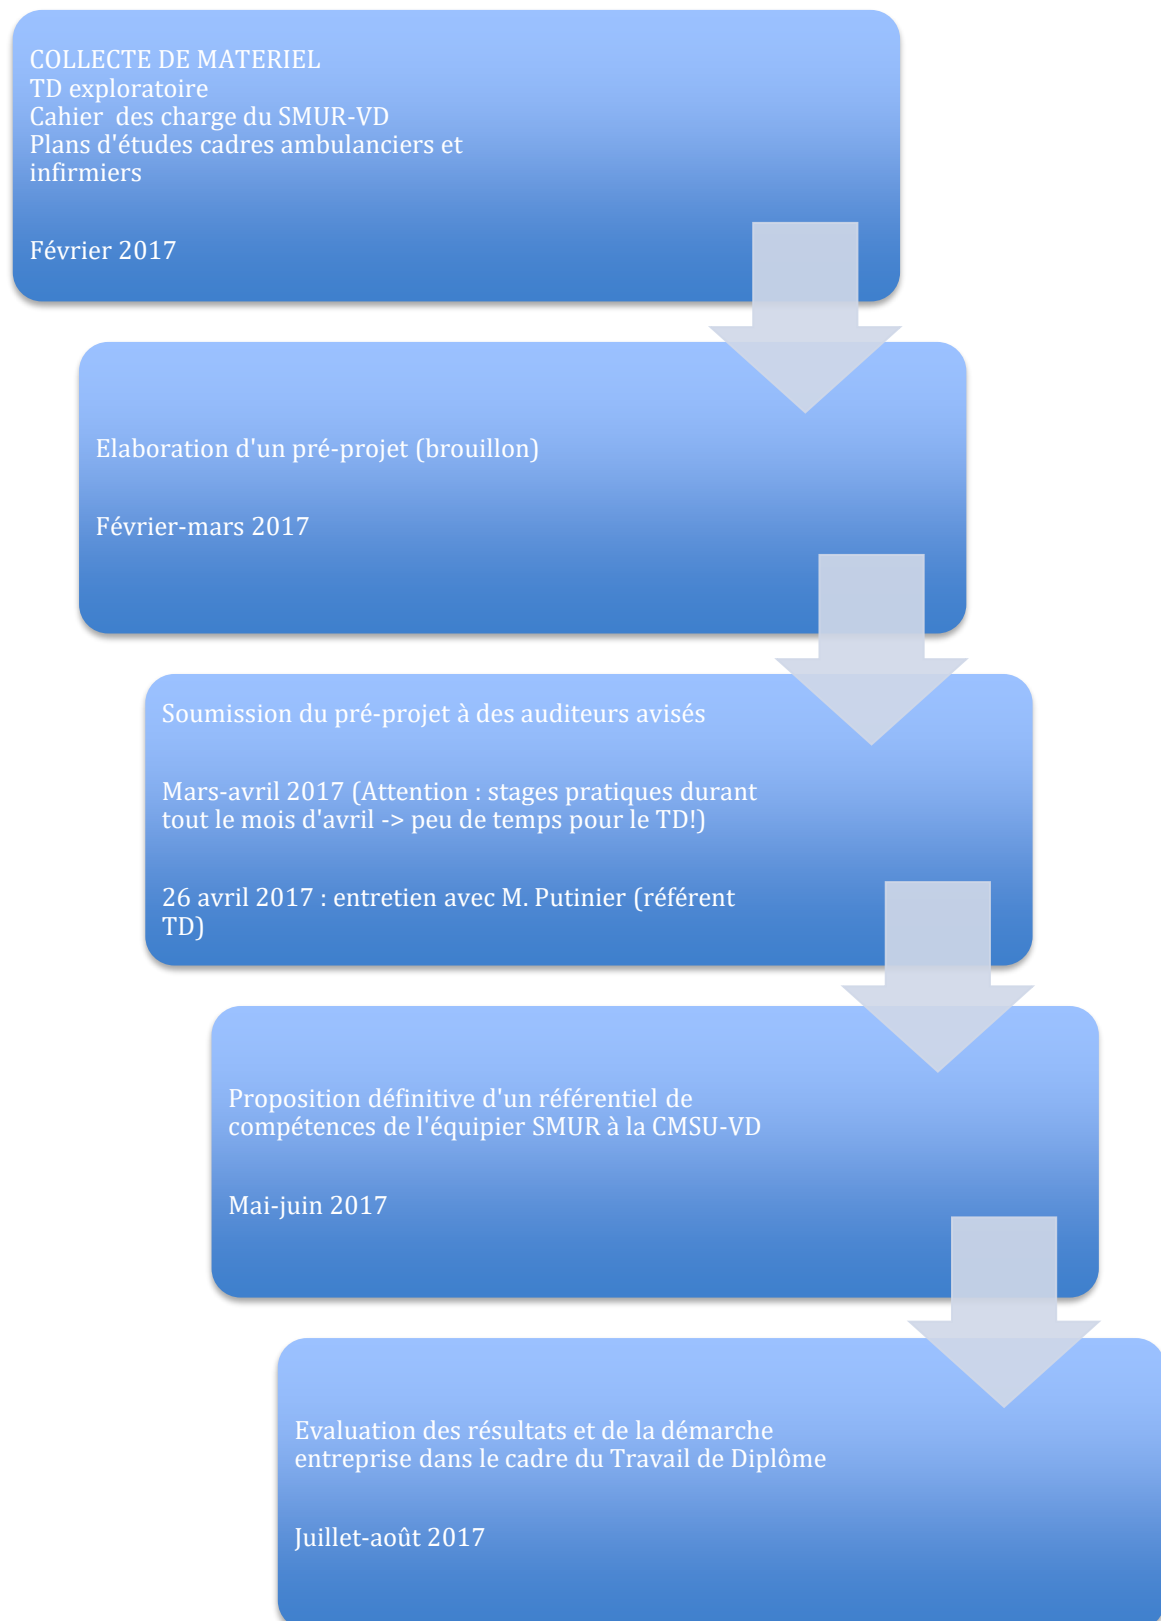 COLLECTE DE MATERIEL
TD exploratoire
Cahier  des charge du SMUR-VD
Plans d'études cadres ambulanciers et
infirmiers
Février 2017
Elaboration d'un pré-projet (brouillon)
Février-mars 2017
Soumission du pré-projet à des auditeurs avisés
Mars-avril 2017 (Attention : stages pratiques durant
tout le mois d'avril -> peu de temps pour le TD!)
26 avril 2017 : entretien avec M. Putinier (référent
TD)
Proposition définitive d'un référentiel de
compétences de l'équipier SMUR à la CMSU-VD
Mai-juin 2017
Evaluation des résultats et de la démarche
entreprise dans le cadre du Travail de Diplôme
Juillet-août 2017